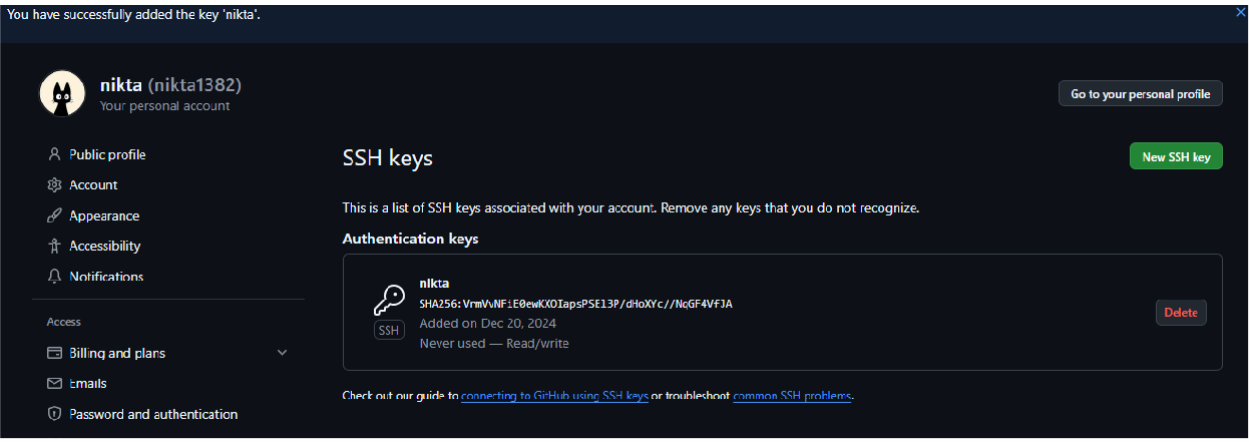 You have successfully added the key 'nikta'.
nikta (nikta1382)
Your personal account
Go to your personal profile
Public profile
Account
Appearance
Accessibility
Notifications
Access
Billing and plans
Emails
Password and authentication
SSH keys
New SSH key
This is a list of SSH keys associated with your account. Remove any keys that you do not recognize.
Authentication keys
nikta
SSH
Added on Dec 20, 2024
Never used — Read/write
Delete
Check out our guide to connecting to GitHub using SSH keys or troubleshoot common SSH problems.